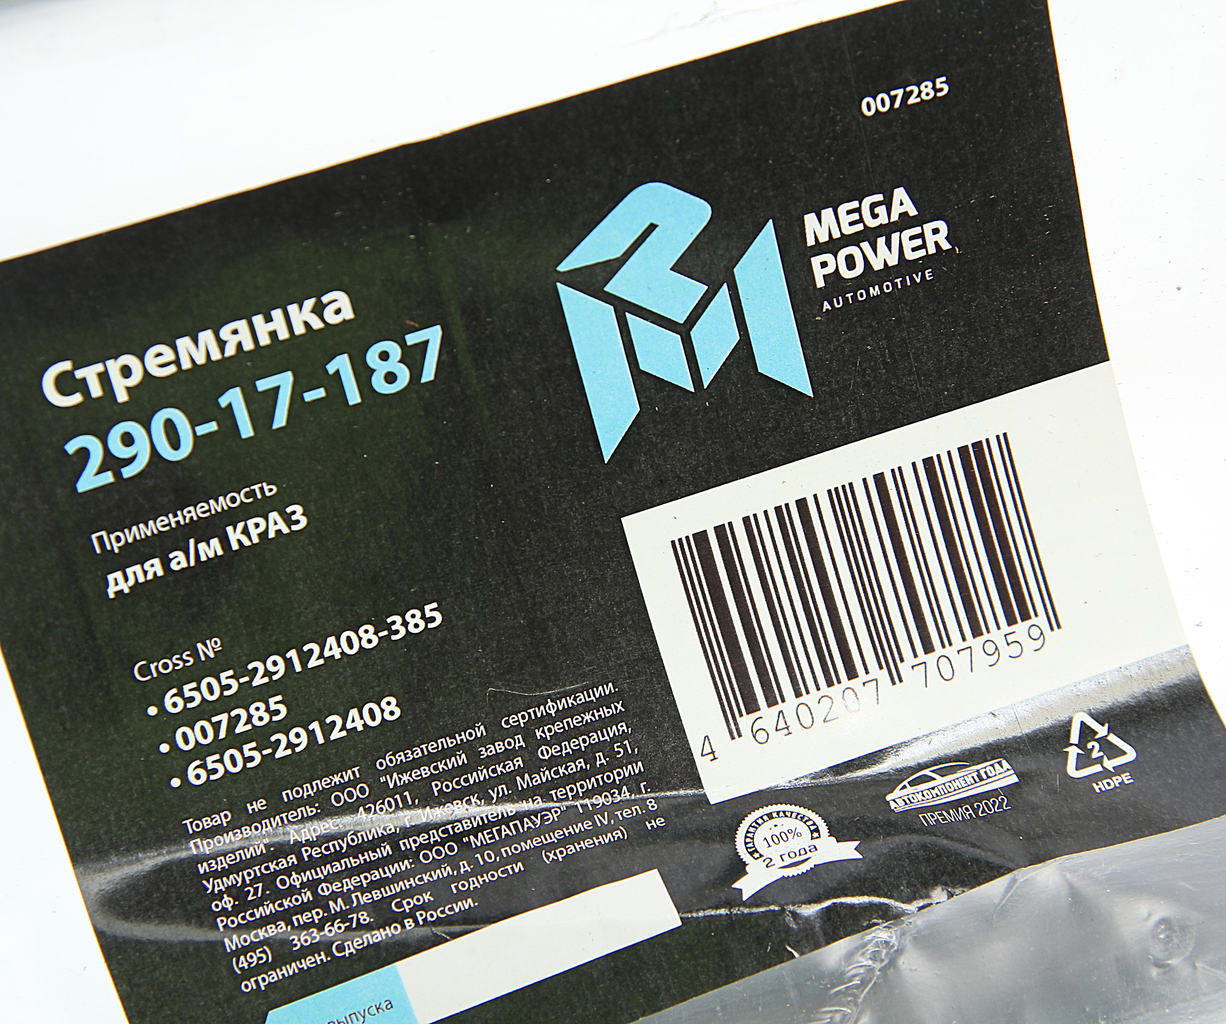 007285
MEGA
POWER
AUTOMOTIVE
Стремянка
290-17-187
Применяемость
для а/м КРАЗ
Cross №
• 6505-2912408-385
• 007285
• 6505-2912408
Товар не подлежит обязательной сертификации.
Производитель: ООО "Ижевский завод крепежных
изделий". Адрес: 426011, Российская Федерация,
Удмуртская Республика, г. Ижевск, ул. Майская, д. 51,
оф. 27. Официальный представитель на территории
Российской Федерации: ООО "МЕГАПАУЭР" 119034, г.
Москва, пер. М. Левшинский, д. 10, помещение IV, тел. 8
(495) 363-66-78. Срок годности (хранения) не
ограничен. Сделано в России.
выпуска
4 640207 707959
ГАРАНТИЯ КАЧЕСТВА
100%
2 года
АВТОКОМПОНЕНТ ГОДА
ПРЕМИЯ 2022
2
HDPE